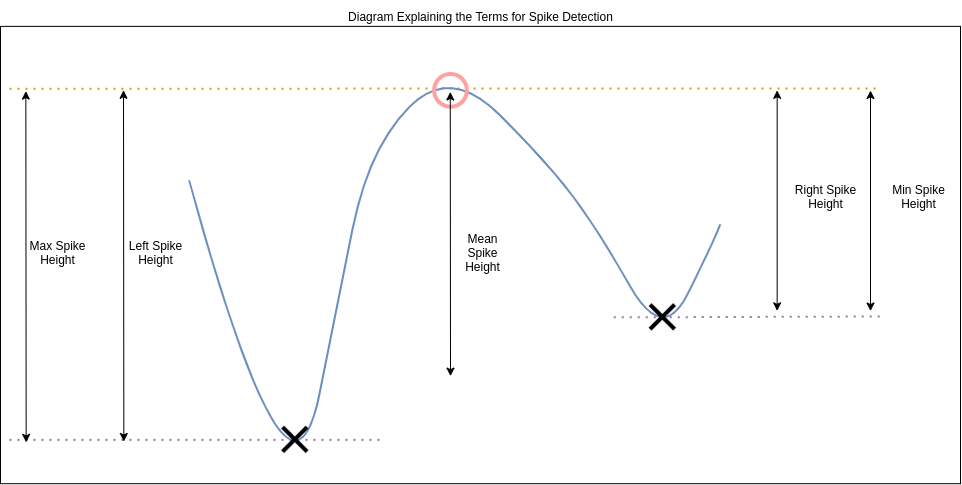 Diagram Explaining the Terms for Spike Detection
Max Spike
Height
Left Spike
Height
Mean
Spike
Height
Right Spike
Height
Min Spike
Height